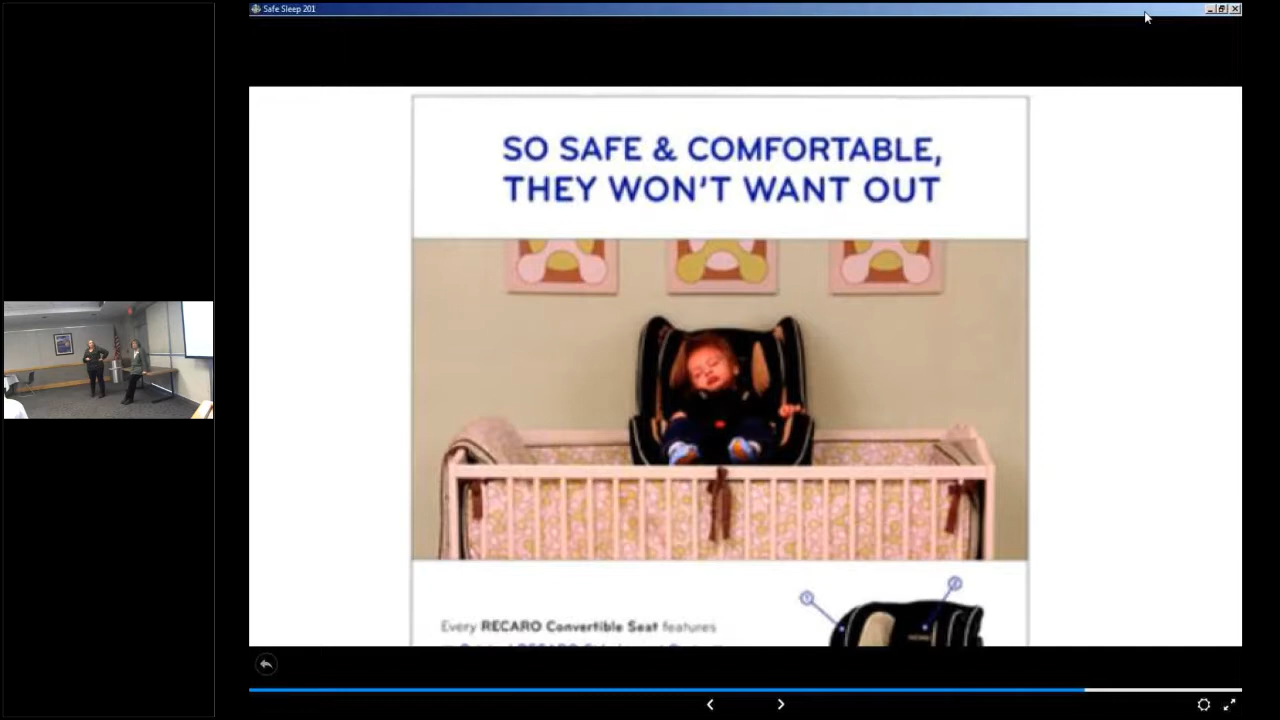 Safe Sleep 201
SO SAFE & COMFORTABLE,
THEY WON'T WANT OUT
Every RECARO Convertible Seat features